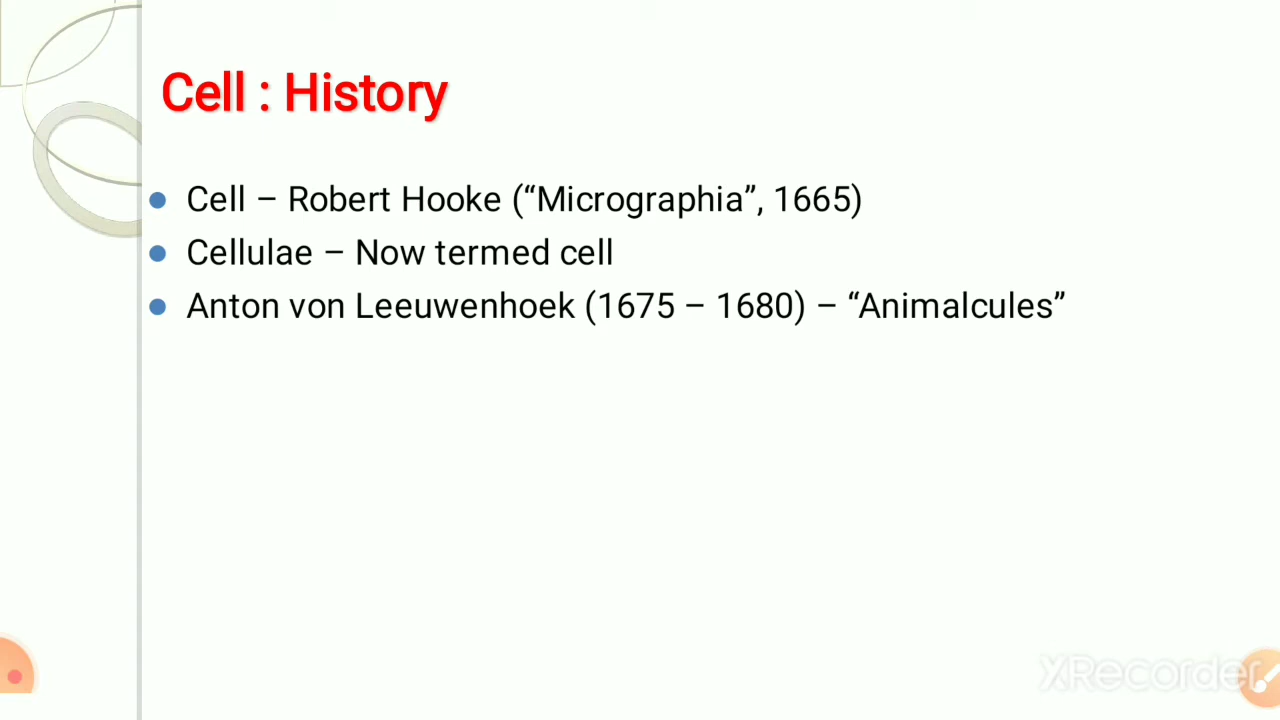 Cell : History
Cell – Robert Hooke (“Micrographia”, 1665)
Cellulae – Now termed cell
Anton von Leeuwenhoek (1675 – 1680) – “Animalcules”
XRecorder